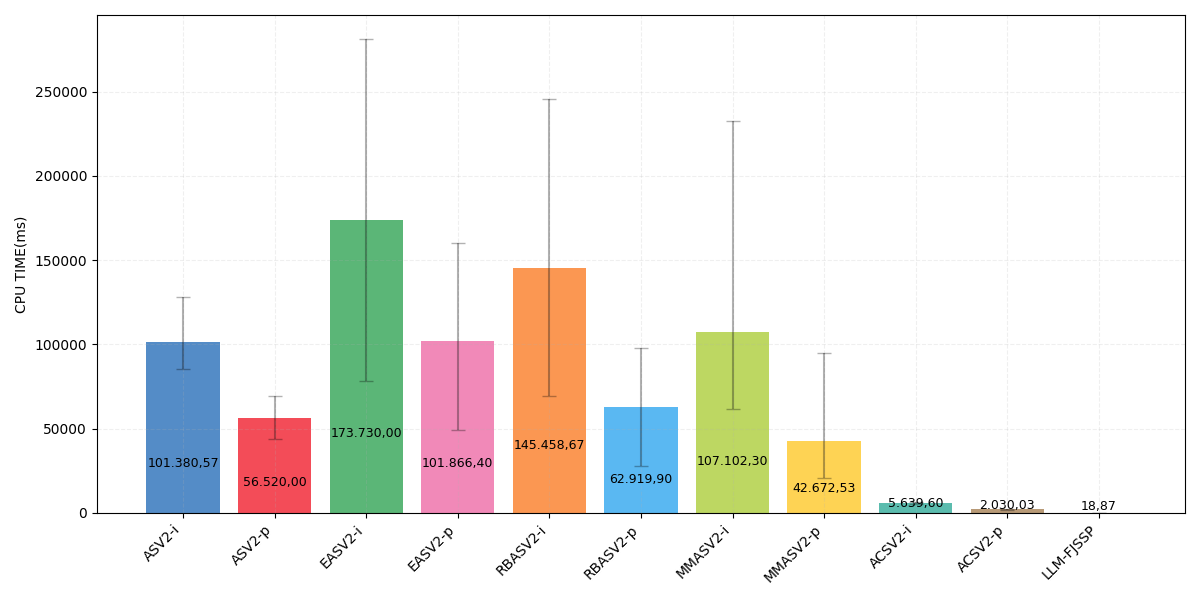 CPU TIME(ms)
250000
200000
150000
100000
50000
0
101.380,57
56.520,00
173.730,00
101.866,40
145.458,67
62.919,90
107.102,30
42.672,53
5.639,60
2.030,03
18,87
ASV2-i
ASV2-p
EASV2-i
EASV2-p
RBASV2-i
RBASV2-p
MMASV2-i
MMASV2-p
ACSV2-i
ACSV2-p
LLM-FJSSP